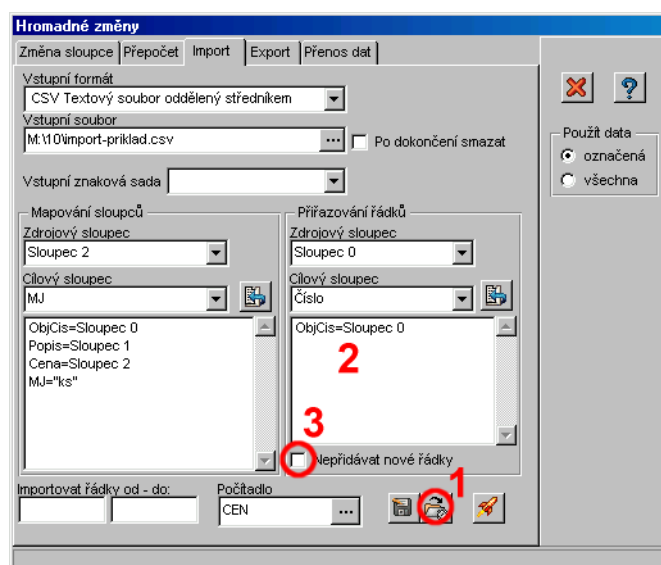 Hromadné změny
Změna sloupce Přepočet Import Export Přenos dat
Vstupní formát
CSV Textový soubor oddělený středníkem
Vstupní soubor
M:\10\import-priklad.csv ... Po dokončení smazat
Vstupní znaková sada
Použít data
označená
všechna
Mapování sloupců
Zdrojový sloupec
Sloupec 2
Cílový sloupec
MJ
ObjCis=Sloupec 0
Popis=Sloupec 1
Cena=Sloupec 2
MJ="ks"
Přiřazování řádků
Zdrojový sloupec
Sloupec 0
Cílový sloupec
Číslo
ObjCis=Sloupec 0
2
3
Nepřidávat nové řádky
1
Importovat řádky od - do:
Počítadlo
CEN ...